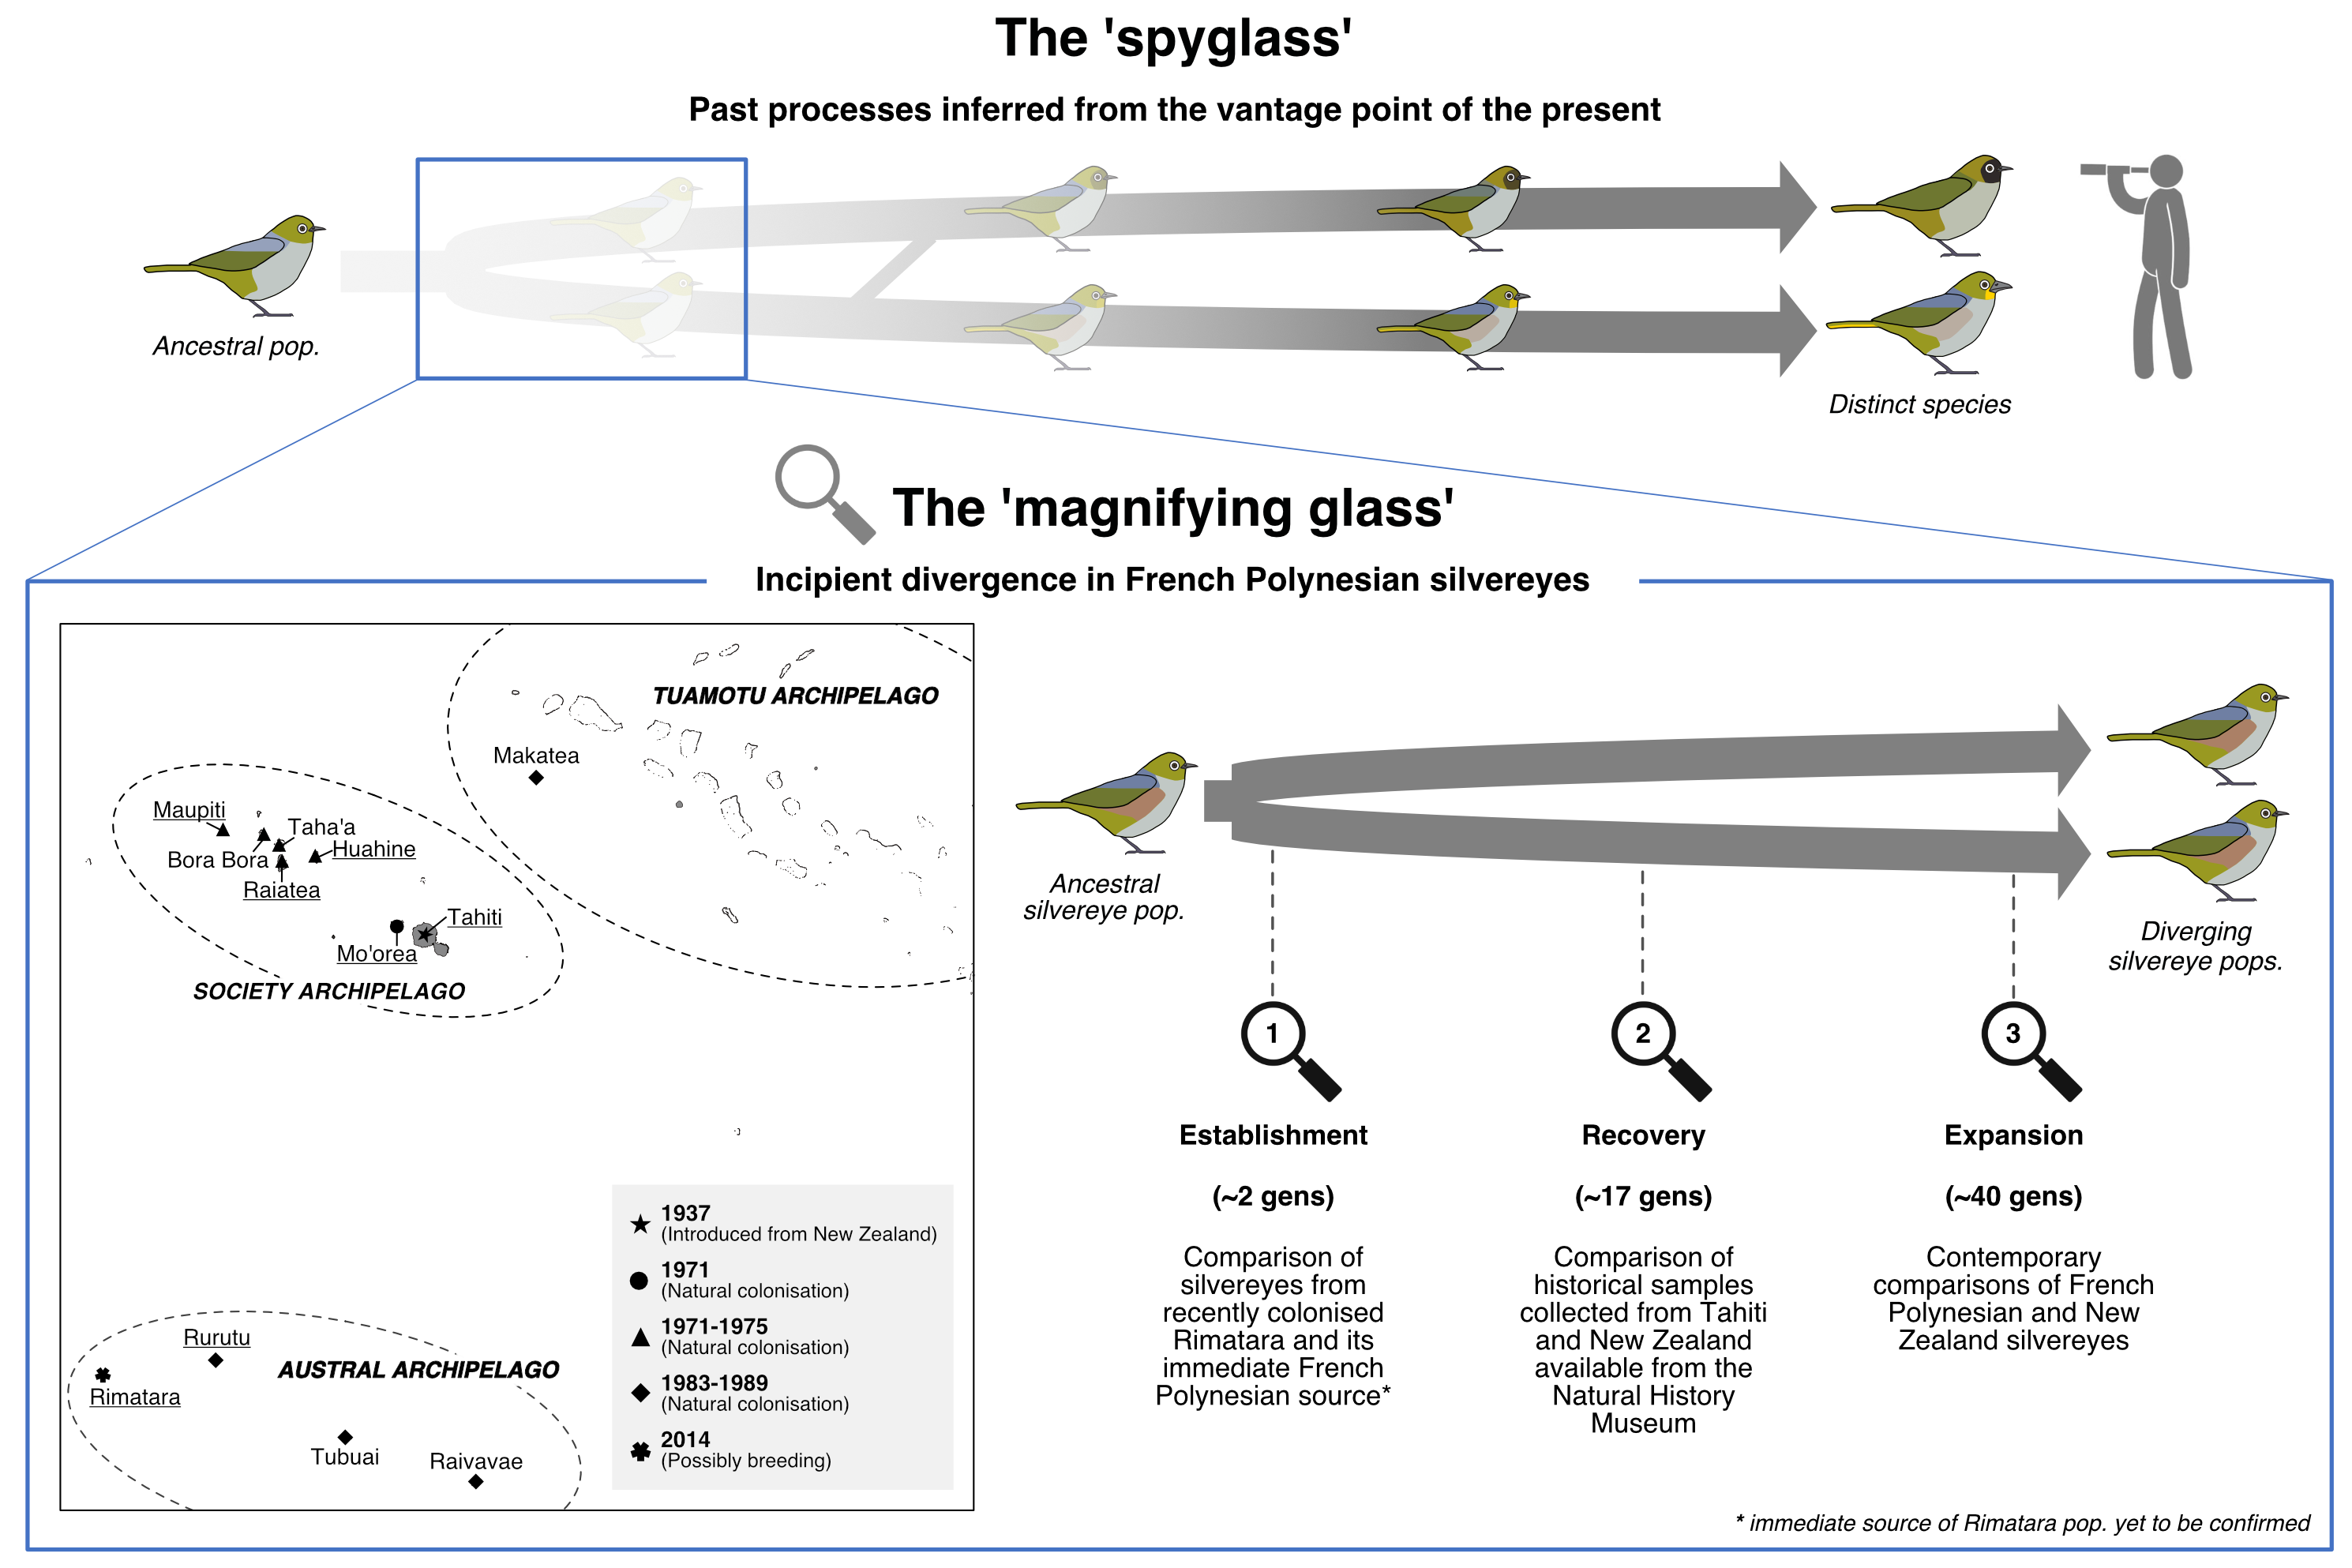 The 'spyglass'
Past processes inferred from the vantage point of the present
Ancestral pop.
Distinct species
The 'magnifying glass'
Incipient divergence in French Polynesian silvereyes
TUAMOTU ARCHIPELAGO
Makatea
Maupiti
Taha'a
Bora Bora
Huahine
Raiatea
Tahiti
Mo'orea
SOCIETY ARCHIPELAGO
1937
(Introduced from New Zealand)
1971
(Natural colonisation)
1971-1975
(Natural colonisation)
1983-1989
(Natural colonisation)
2014
(Possibly breeding)
Rurutu
AUSTRAL ARCHIPELAGO
Rimatara
Tubuai
Raivavae
Ancestral
silvereye pop.
Diverging
silvereye pops.
1
Establishment
(~2 gens)
Comparison of
silvereyes from
recently colonised
Rimatara and its
immediate French
Polynesian source*
2
Recovery
(~17 gens)
Comparison of
historical samples
collected from Tahiti
and New Zealand
available from the
Natural History
Museum
3
Expansion
(~40 gens)
Contemporary
comparisons of French
Polynesian and New
Zealand silvereyes
* immediate source of Rimatara pop. yet to be confirmed